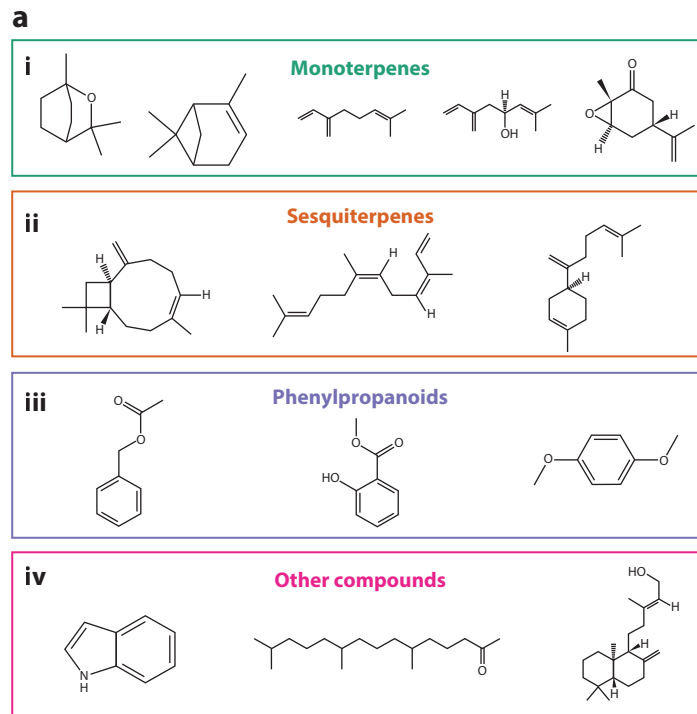 a
i
Monoterpenes
O
OH
H
O
O
H
H
ii
Sesquiterpenes
H
H
H
H
H
H
iii
Phenylpropanoids
O
O
O
O
HO
O
O
iv
Other compounds
N
H
O
HO
H
H
H